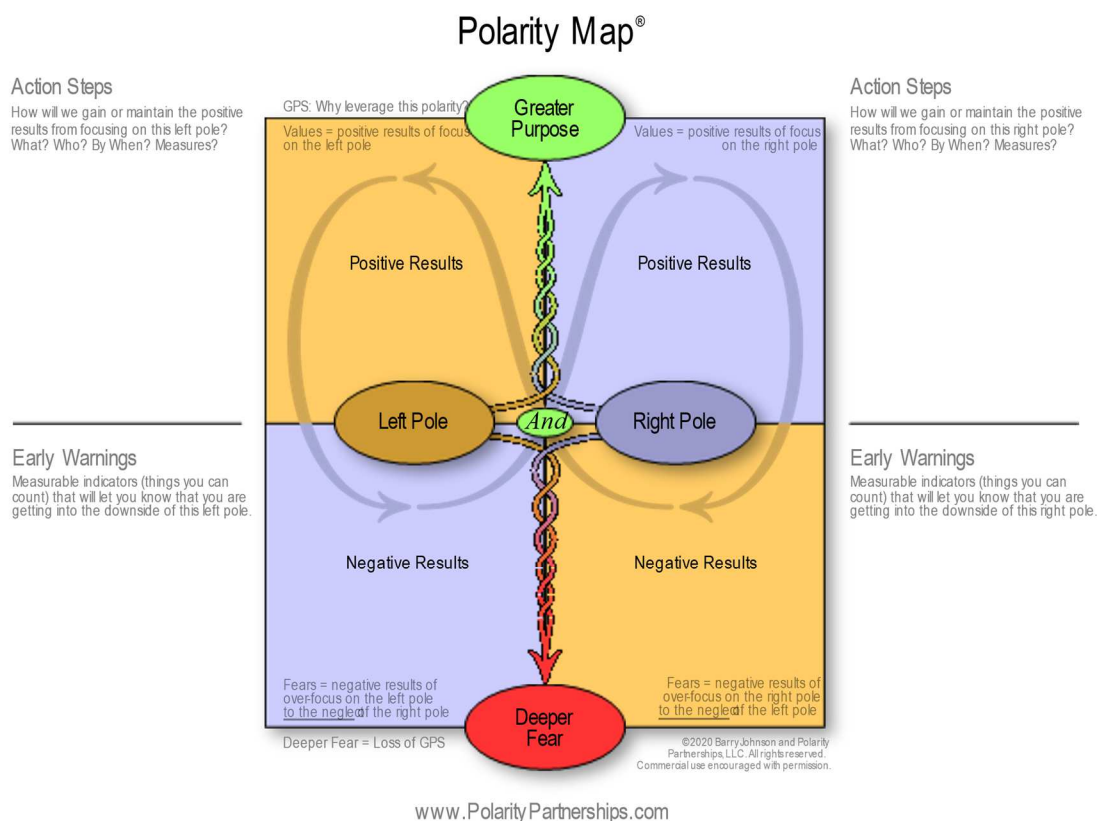 Polarity Map®
Action Steps
How will we gain or maintain the positive
results from focusing on this left pole?
What? Who? By When? Measures?
GPS: Why leverage this polarity?
Values = positive results of focus
on the left pole
Greater
Purpose
Values = positive results of focus
on the right pole
Action Steps
How will we gain or maintain the positive
results from focusing on this right pole?
What? Who? By When? Measures?
Positive Results
Positive Results
Left Pole
And
Right Pole
Early Warnings
Measurable indicators (things you can
count) that will let you know that you are
getting into the downside of this left pole.
Early Warnings
Measurable indicators (things you can
count) that will let you know that you are
getting into the downside of this right pole.
Negative Results
Negative Results
Fears = negative results of
over-focus on the left pole
to the neglect of the right pole
Deeper
Fear
Fears = negative results of
over-focus on the right pole
to the neglect of the left pole
Deeper Fear = Loss of GPS
©2020 Barry Johnson and Polarity
Partnerships, LLC. All rights reserved.
Commercial use encouraged with permission.
www.PolarityPartnerships.com